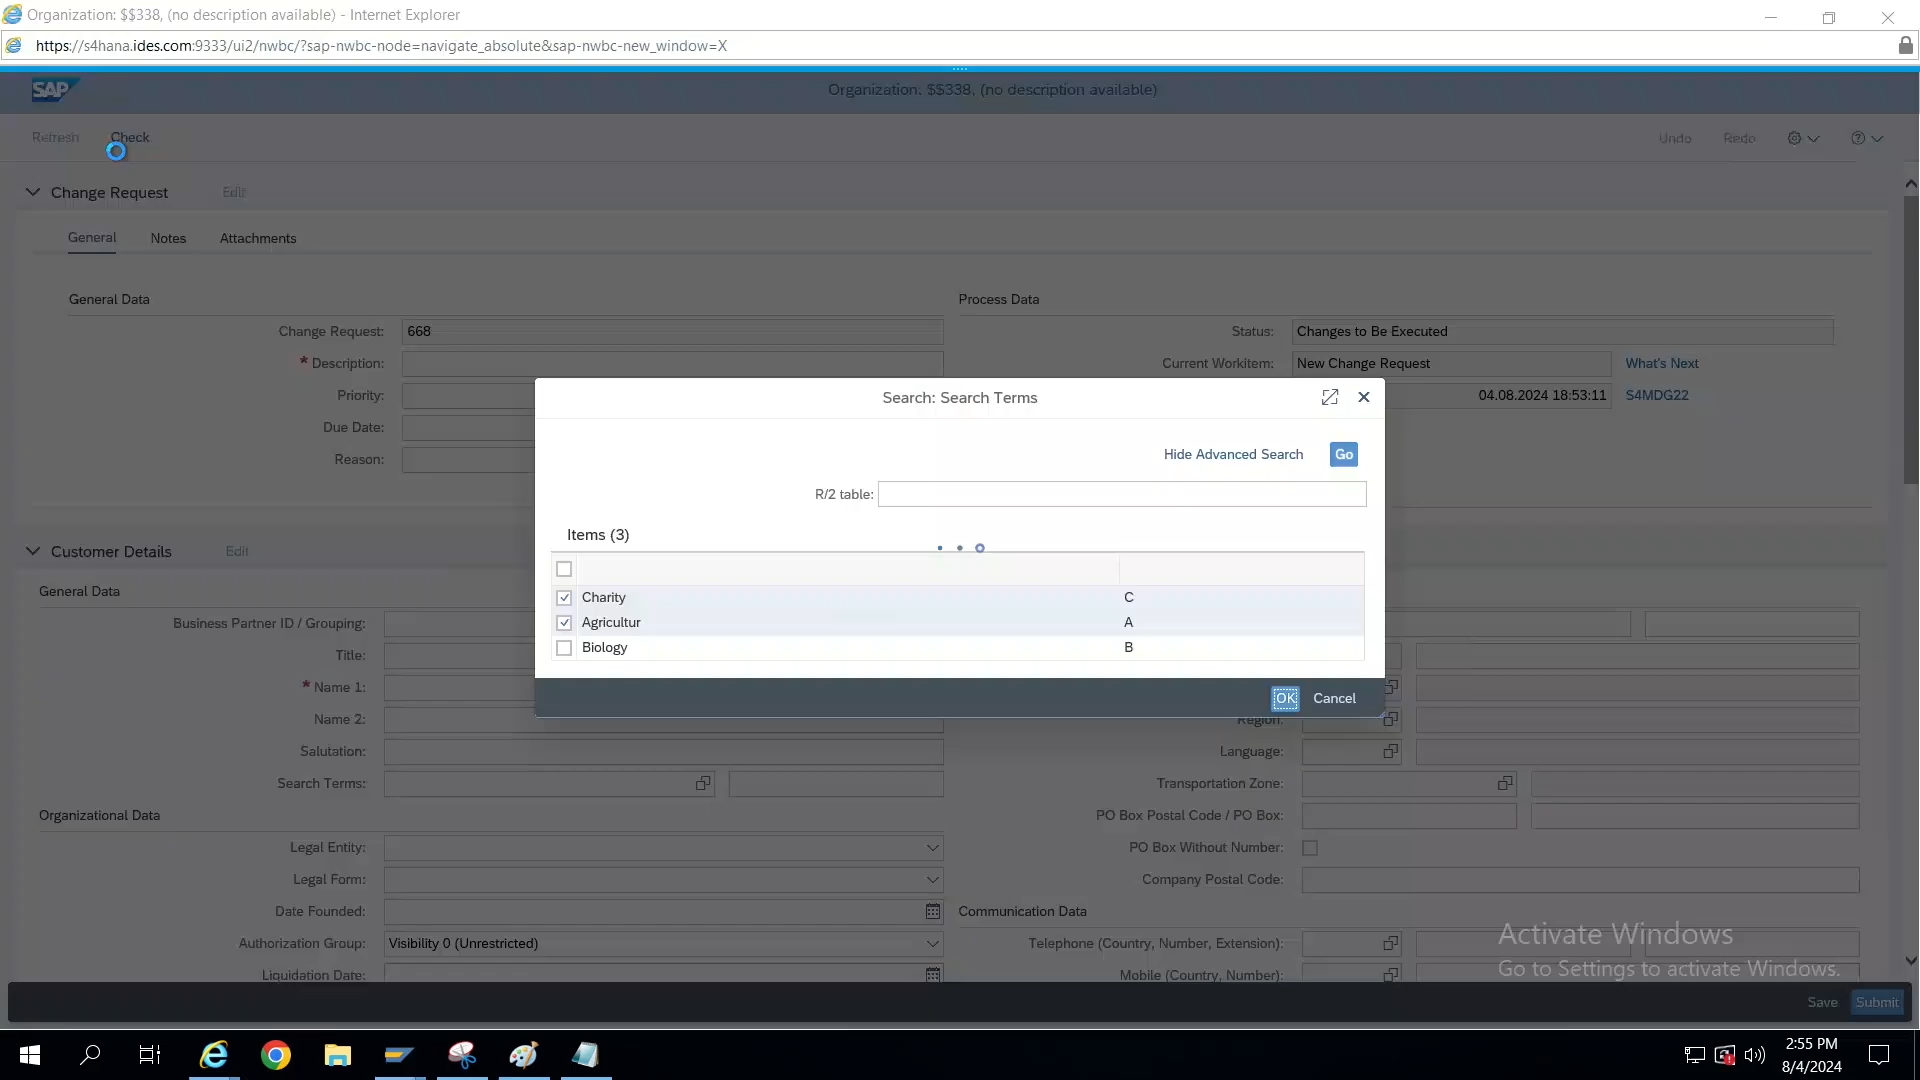 Organization: $$338, (no description available) - Internet Explorer
https://s4hana.ides.com:9333/ui2/nwbc/?sap-nwbc-node=navigate_absolute&sap-nwbc-new_window=X
SAP
Organization: $$338, (no description available)
Refresh Check Undo Redo
Change Request Edit
General Notes Attachments
General Data Process Data
Change Request: 668 Status: Changes to Be Executed
* Description: Current Workitem: New Change Request What's Next
Priority: 04.08.2024 18:53:11 S4MDG22
Due Date:
Reason:
Search: Search Terms
Hide Advanced Search Go
R/2 table:
Items (3)
Charity C
Agricultur A
Biology B
OK Cancel
Customer Details Edit
General Data
Business Partner ID / Grouping:
Title:
* Name 1:
Name 2: Region:
Salutation: Language:
Search Terms: Transportation Zone:
Organizational Data PO Box Postal Code / PO Box:
Legal Entity: PO Box Without Number:
Legal Form: Company Postal Code:
Date Founded: Communication Data
Authorization Group: Visibility 0 (Unrestricted) Telephone (Country, Number, Extension):
Liquidation Date: Mobile (Country, Number):
Activate Windows
Go to Settings to activate Windows.
Save Submit
2:55 PM
8/4/2024